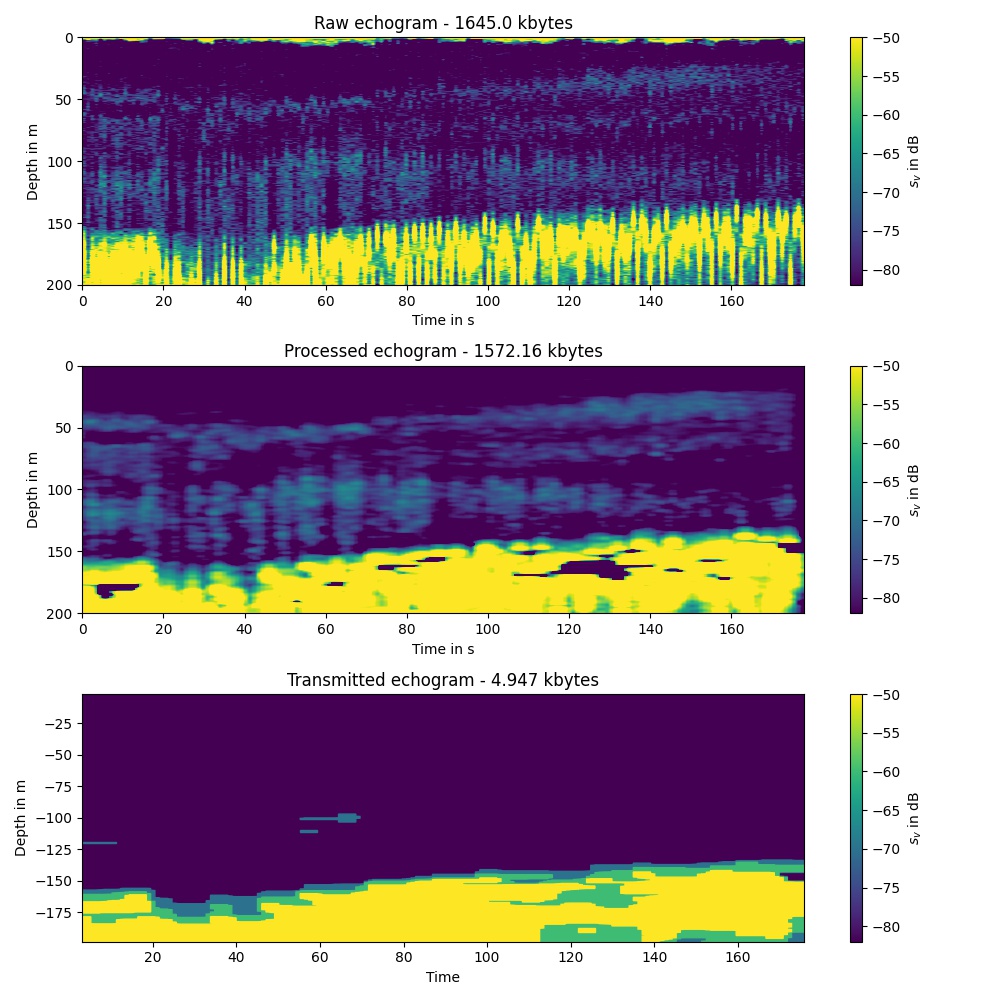 Raw echogram - 1645.0 kbytes
Depth in m
0
50
100
150
200
0 20 40 60 80 100 120 140 160
Time in s
−50
−55
−60
−65
−70
−75
−80
sv in dB
Processed echogram - 1572.16 kbytes
Depth in m
0
50
100
150
200
0 20 40 60 80 100 120 140 160
Time in s
−50
−55
−60
−65
−70
−75
−80
sv in dB
Transmitted echogram - 4.947 kbytes
Depth in m
−25
−50
−75
−100
−125
−150
−175
20 40 60 80 100 120 140 160
Time
−50
−55
−60
−65
−70
−75
−80
sv in dB